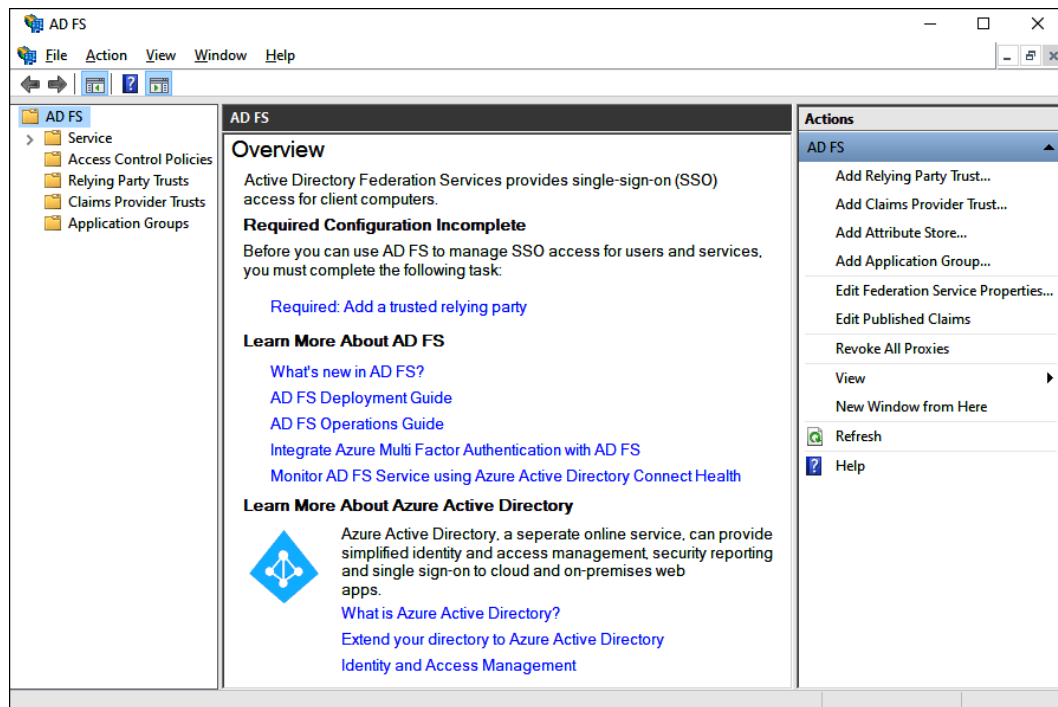 AD FS
File Action View Window Help
AD FS
Service
Access Control Policies
Relying Party Trusts
Claims Provider Trusts
Application Groups
AD FS
Overview
Active Directory Federation Services provides single-sign-on (SSO)
access for client computers.
Required Configuration Incomplete
Before you can use AD FS to manage SSO access for users and services,
you must complete the following task:
Required: Add a trusted relying party
Learn More About AD FS
What's new in AD FS?
AD FS Deployment Guide
AD FS Operations Guide
Integrate Azure Multi Factor Authentication with AD FS
Monitor AD FS Service using Azure Active Directory Connect Health
Learn More About Azure Active Directory
Azure Active Directory, a seperate online service, can provide
simplified identity and access management, security reporting
and single sign-on to cloud and on-premises web
apps.
What is Azure Active Directory?
Extend your directory to Azure Active Directory
Identity and Access Management
Actions
AD FS
Add Relying Party Trust...
Add Claims Provider Trust...
Add Attribute Store...
Add Application Group...
Edit Federation Service Properties...
Edit Published Claims
Revoke All Proxies
View
New Window from Here
Refresh
Help